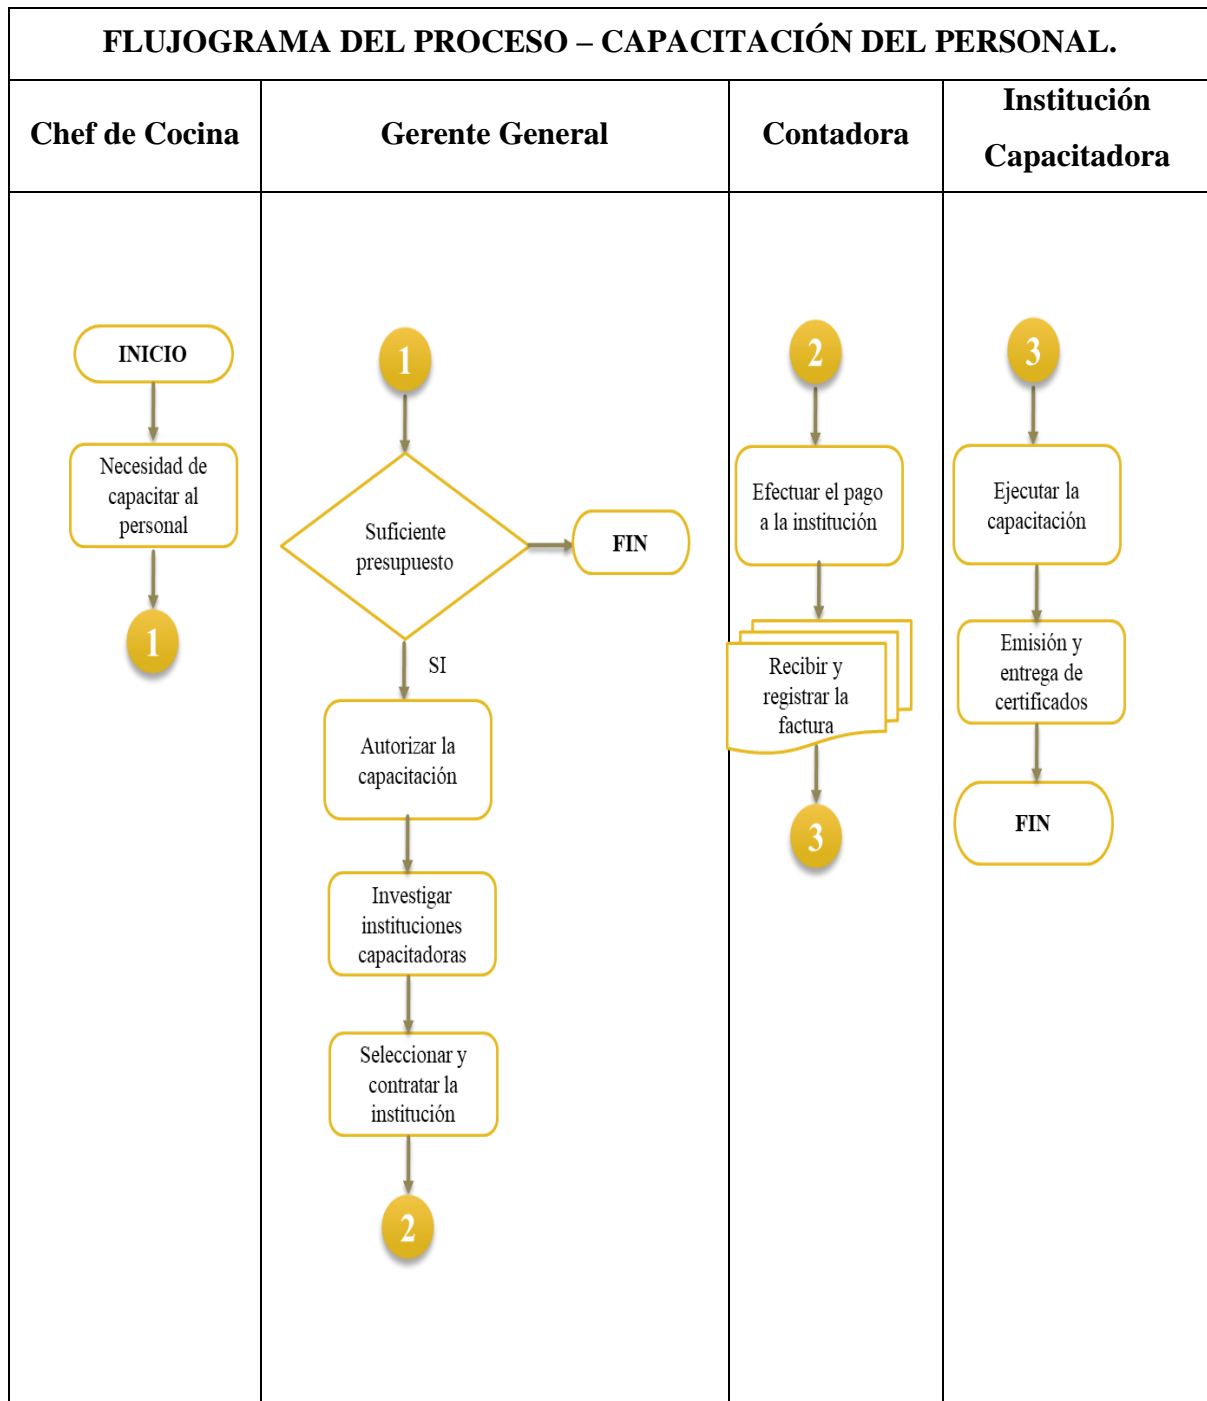 FLUJOGRAMA DEL PROCESO – CAPACITACIÓN DEL PERSONAL.
Chef de Cocina
Gerente General
Contadora
Institución
Capacitadora
INICIO
Necesidad de
capacitar al
personal
1
1
Suficiente
presupuesto
FIN
SI
Autorizar la
capacitación
Investigar
instituciones
capacitadoras
Seleccionar y
contratar la
institución
2
2
Efectuar el pago
a la institución
Recibir y
registrar la
factura
3
3
Ejecutar la
capacitación
Emisión y
entrega de
certificados
FIN